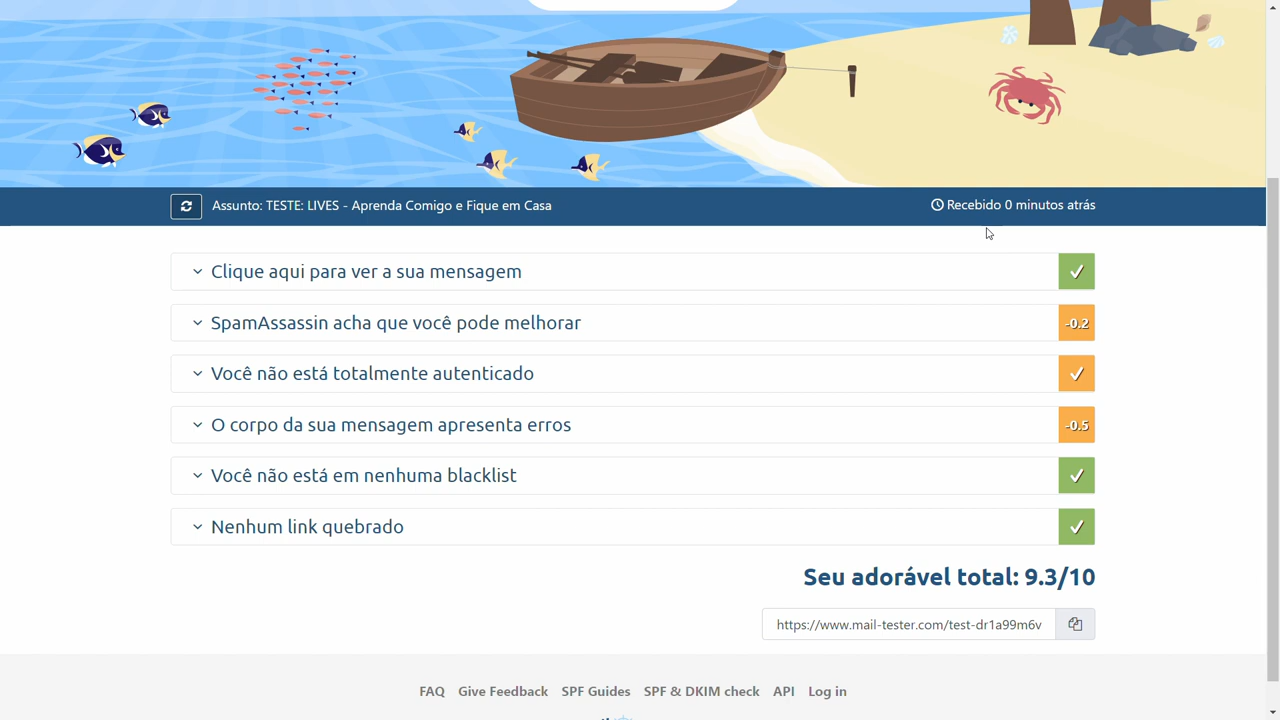 Assunto: TESTE: LIVES - Aprenda Comigo e Fique em Casa
Recebido 0 minutos atrás
Clique aqui para ver a sua mensagem
SpamAssassin acha que você pode melhorar
-0.2
Você não está totalmente autenticado
O corpo da sua mensagem apresenta erros
-0.5
Você não está em nenhuma blacklist
Nenhum link quebrado
Seu adorável total: 9.3/10
https://www.mail-tester.com/test-dr1a99m6v
FAQ Give Feedback SPF Guides SPF & DKIM check API Log in